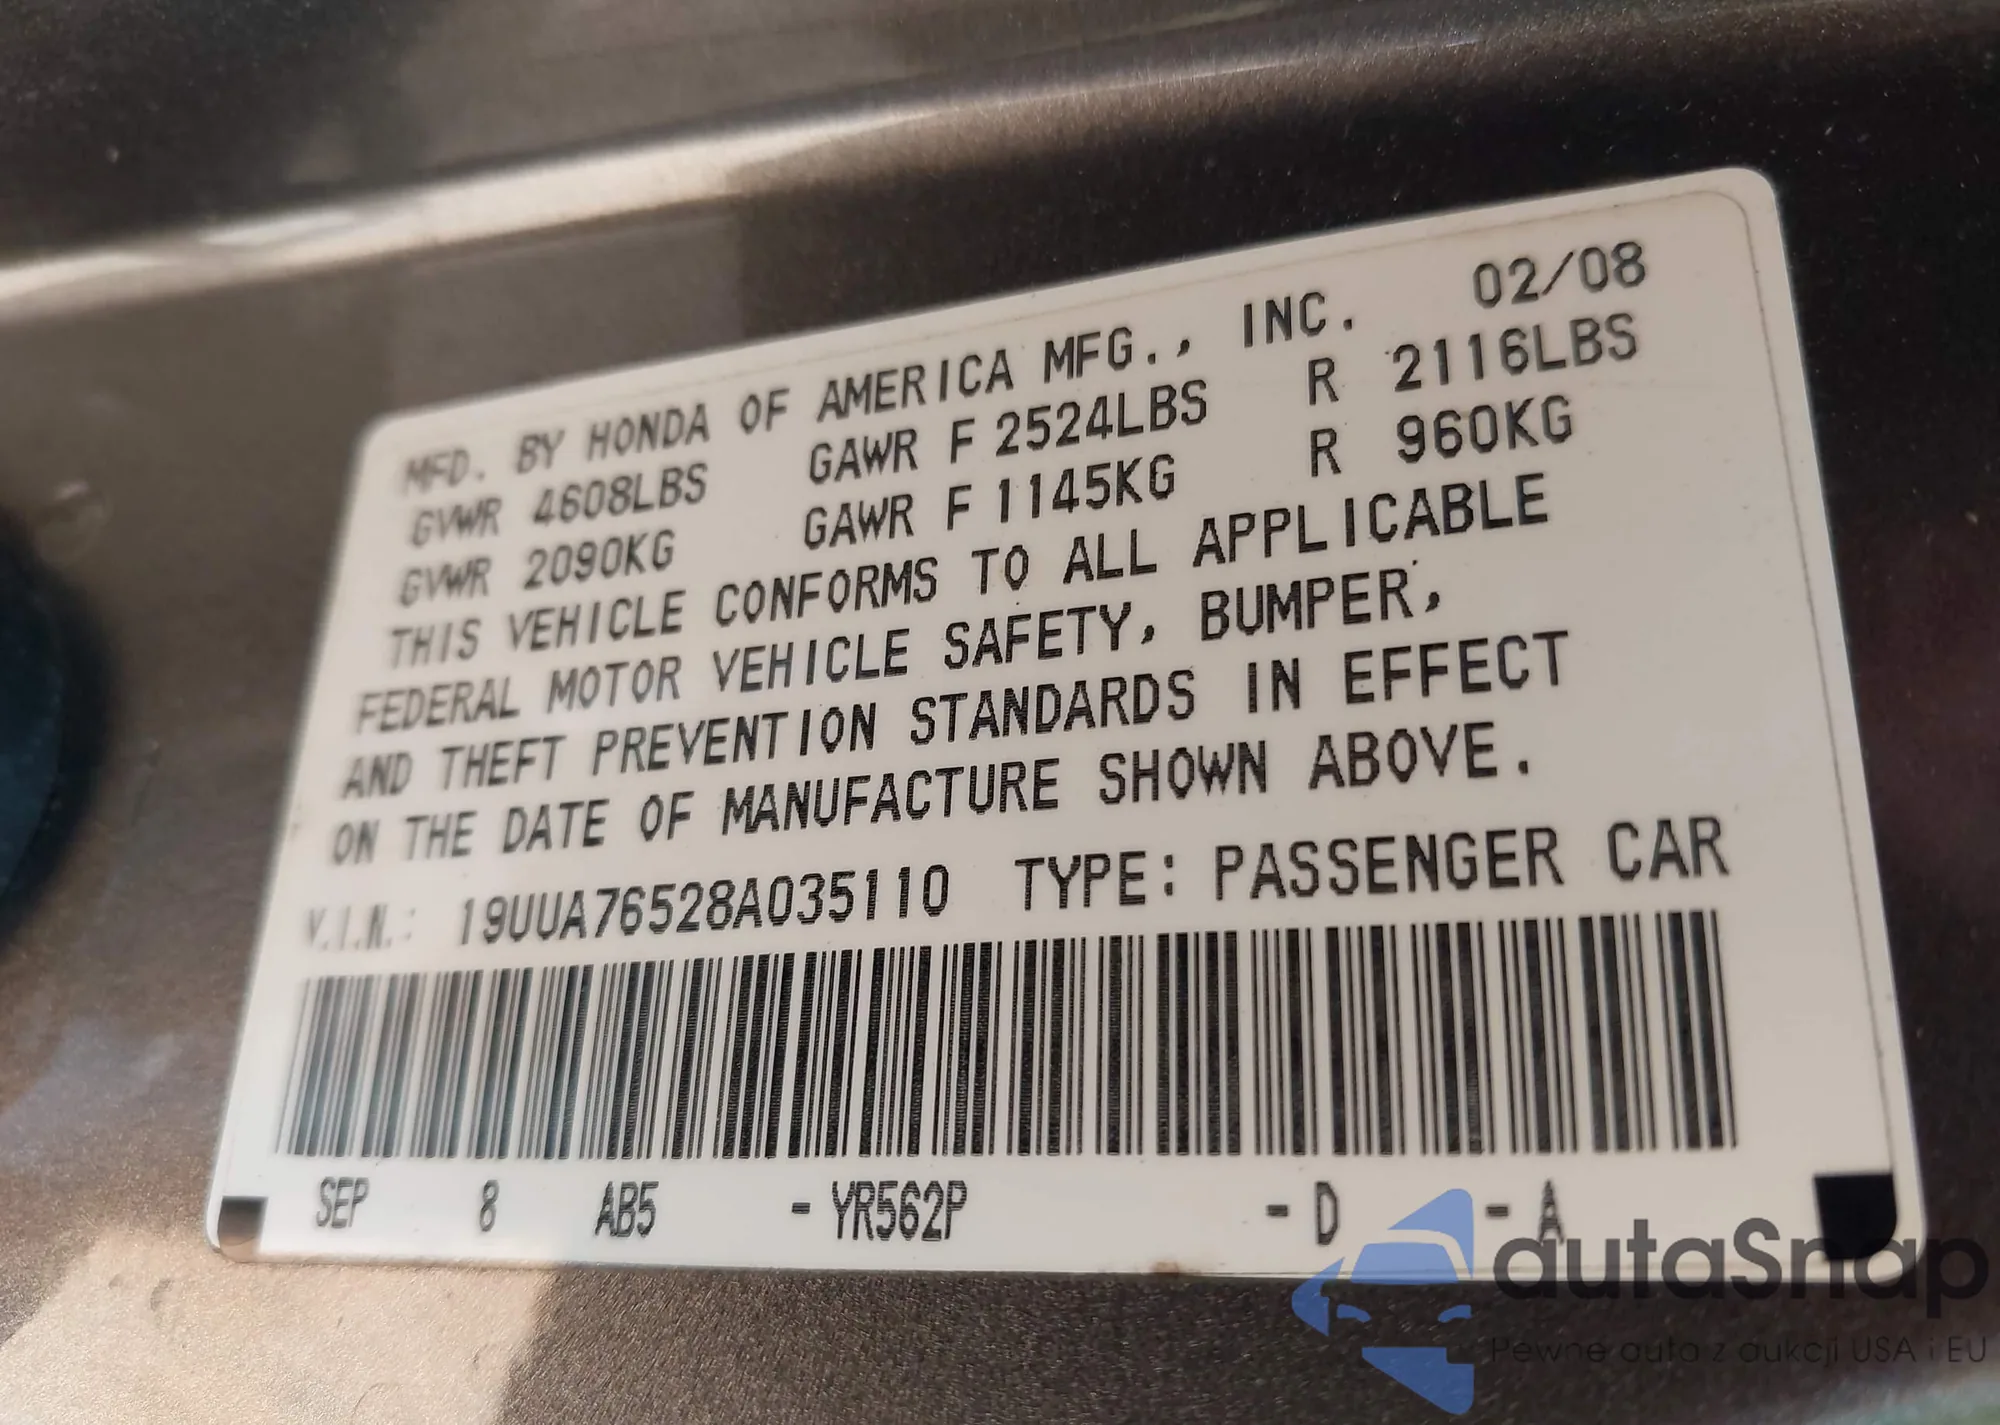 MFD. BY HONDA OF AMERICA MFG., INC. 02/08
GVWR 4608LBS GAWR F 2524LBS R 2116LBS
GVWR 2090KG GAWR F 1145KG R 960KG
THIS VEHICLE CONFORMS TO ALL APPLICABLE
FEDERAL MOTOR VEHICLE SAFETY, BUMPER,
AND THEFT PREVENTION STANDARDS IN EFFECT
ON THE DATE OF MANUFACTURE SHOWN ABOVE.
V.I.N.: 19UUA76528A035110 TYPE: PASSENGER CAR
SEP 8 AB5 - YR562P - D - A
autaSnap
Pewne auta z aukcji USA i EU